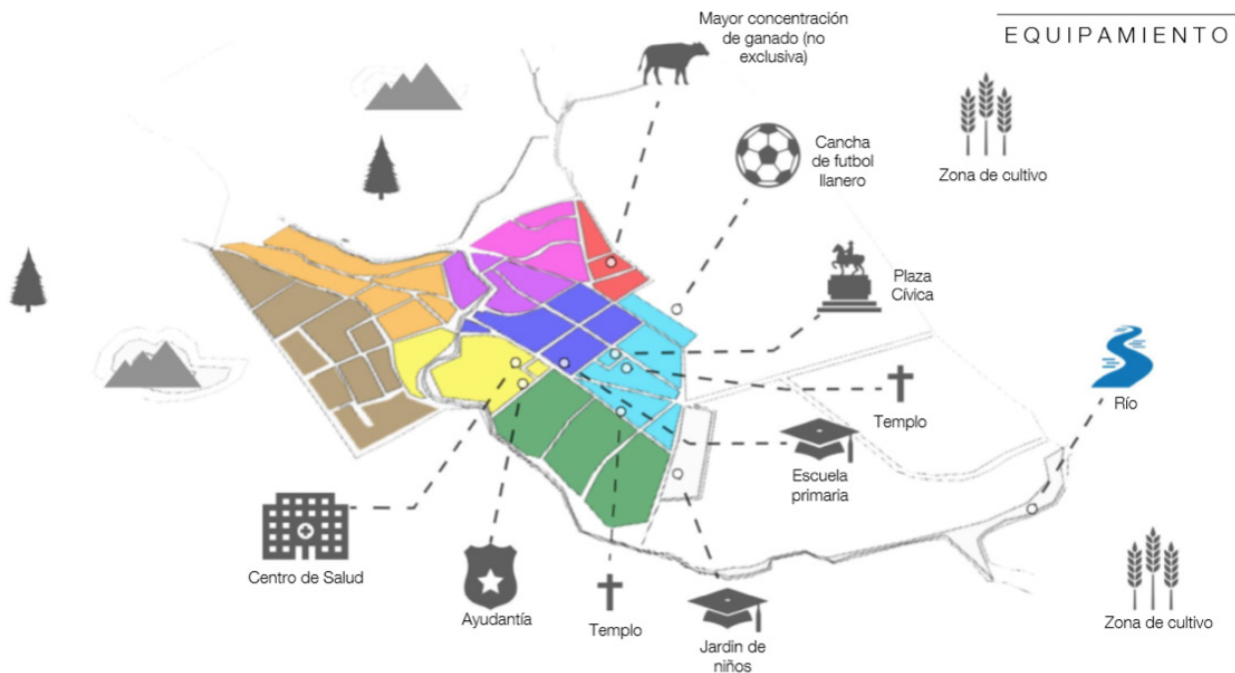 EQUIPAMIENTO
Mayor concentración
de ganado (no
exclusiva)
Cancha
de futbol
llanero
Zona de cultivo
Plaza
Cívica
Templo
Río
Escuela
primaria
Centro de Salud
Ayudantía
Templo
Jardin de
niños
Zona de cultivo